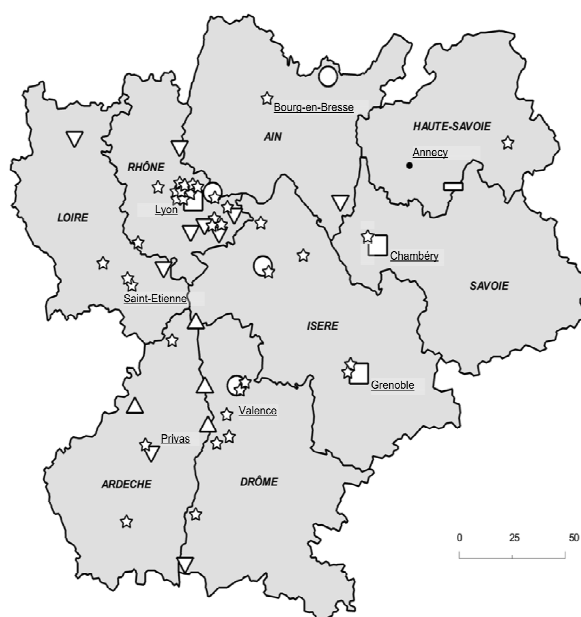 Bourg-en-Bresse
HAUTE-SAVOIE
AIN
Annecy
RHÔNE
Lyon
LOIRE
Chambéry
SAVOIE
Saint-Etienne
ISERE
Grenoble
Valence
Privas
ARDECHE
DRÔME
0 25 50